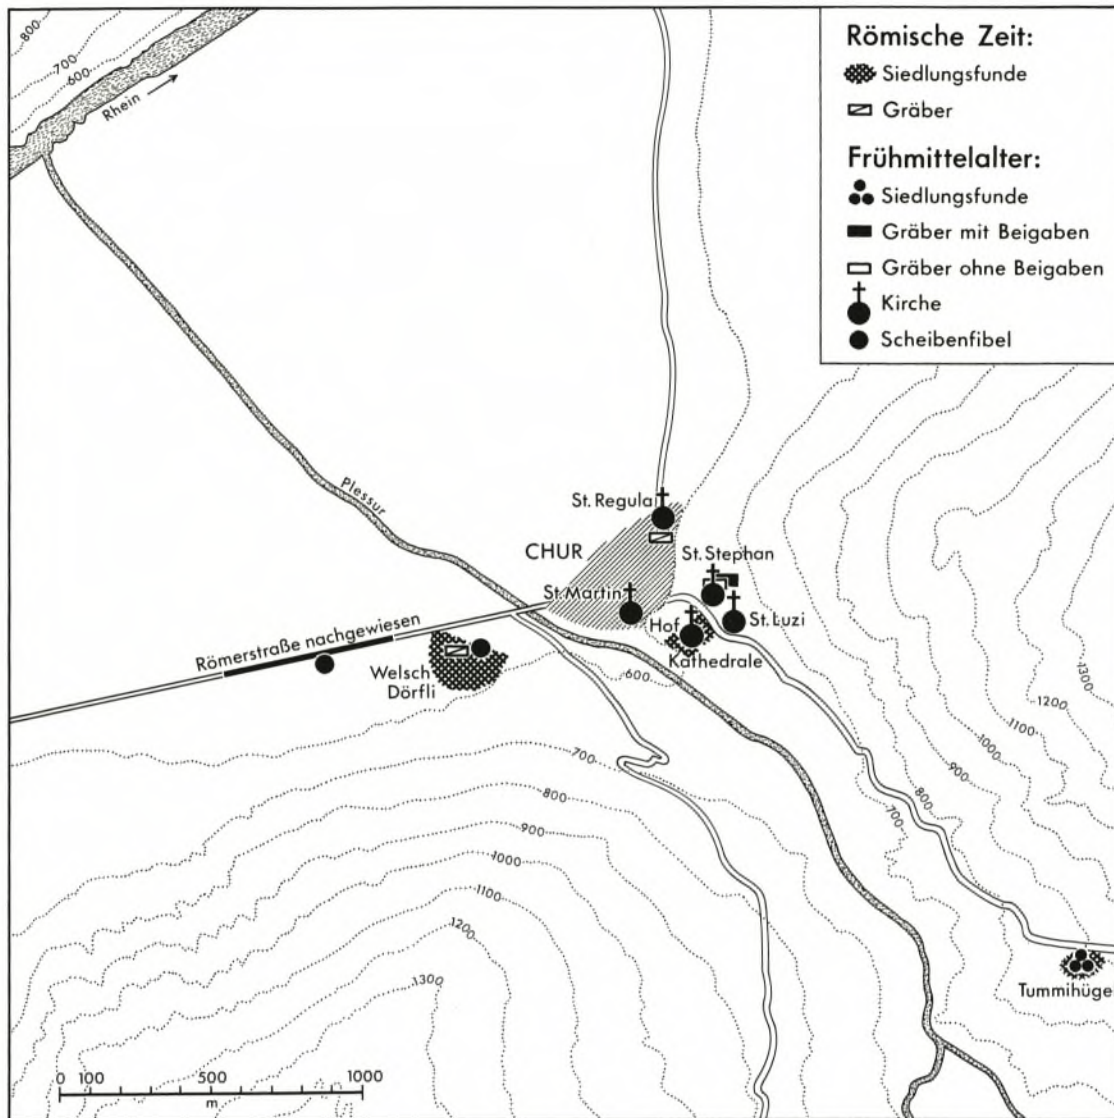 Römische Zeit:
Siedlungsfunde
Gräber
Frühmittelalter:
Siedlungsfunde
Gräber mit Beigaben
Gräber ohne Beigaben
Kirche
Scheibenfibel
800
700
600
Rhein
Plessur
St. Regula
CHUR
St. Stephan
St. Martin
Hof
St. Luzi
Kathedrale
Römerstraße nachgewiesen
Welsch
Dörfli
600
700
800
900
1000
1100
1200
1300
1300
1200
1100
1000
900
800
700
Tummihügel
0 100 500 1000
m